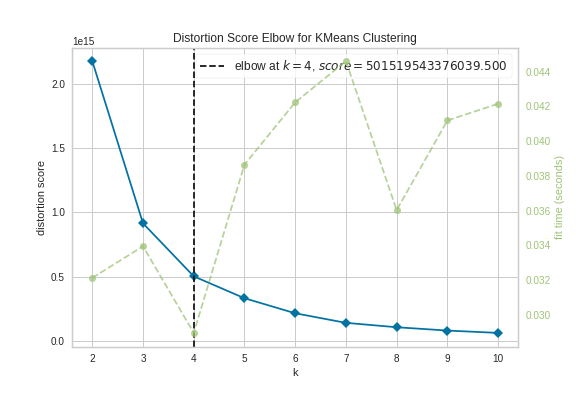 Distortion Score Elbow for KMeans Clustering
1e15
elbow at k = 4, score = 501519543376039.500
2.0
1.5
1.0
0.5
0.0
distortion score
0.044
0.042
0.040
0.038
0.036
0.034
0.032
0.030
fit time (seconds)
2 3 4 5 6 7 8 9 10
k